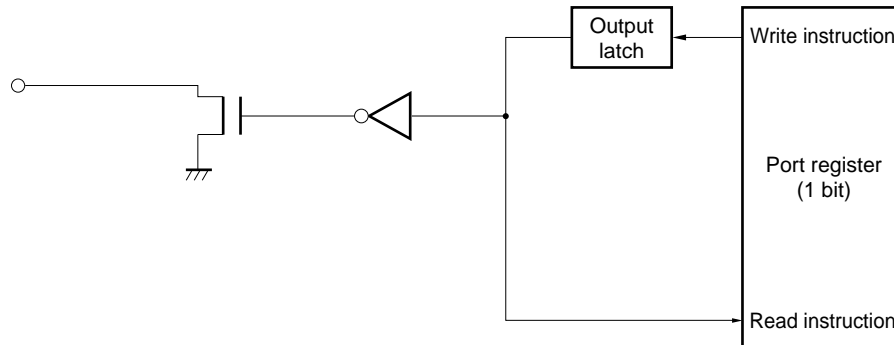 Output
latch
Write instruction
Port register
(1 bit)
Read instruction